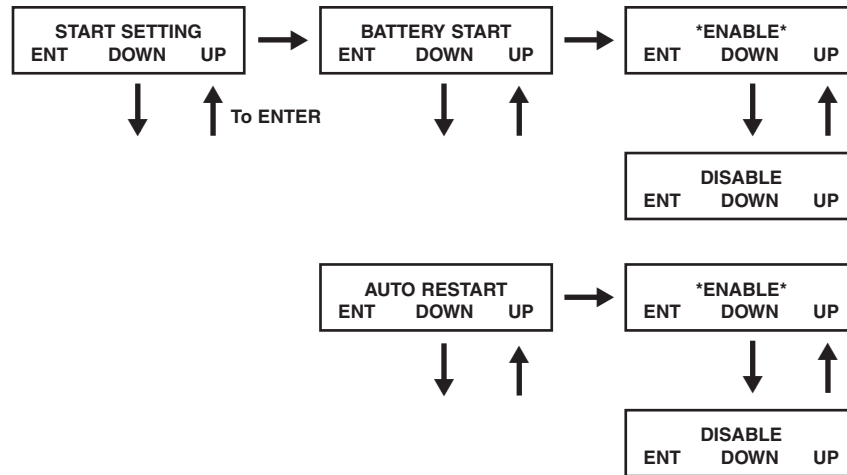 START SETTING
ENT DOWN UP
BATTERY START
ENT DOWN UP
*ENABLE*
ENT DOWN UP
To ENTER
DISABLE
ENT DOWN UP
AUTO RESTART
ENT DOWN UP
*ENABLE*
ENT DOWN UP
DISABLE
ENT DOWN UP